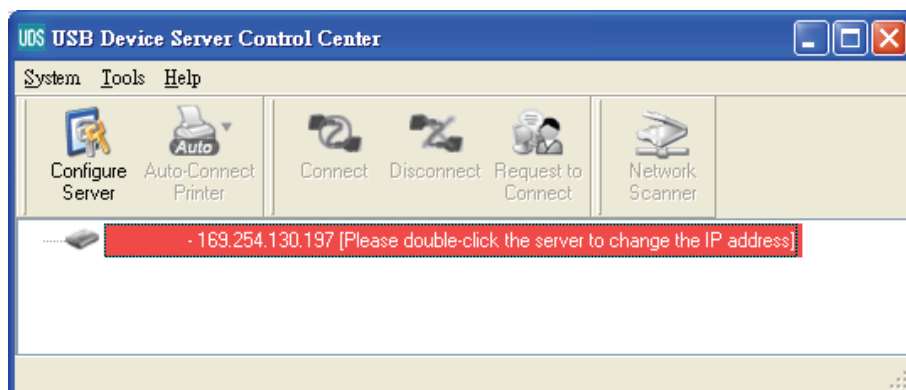 UDS USB Device Server Control Center
System Tools Help
Auto
Configure Server
Auto-Connect Printer
Connect
Disconnect
Request to Connect
Network Scanner
- 169.254.130.197 [Please double-click the server to change the IP address]